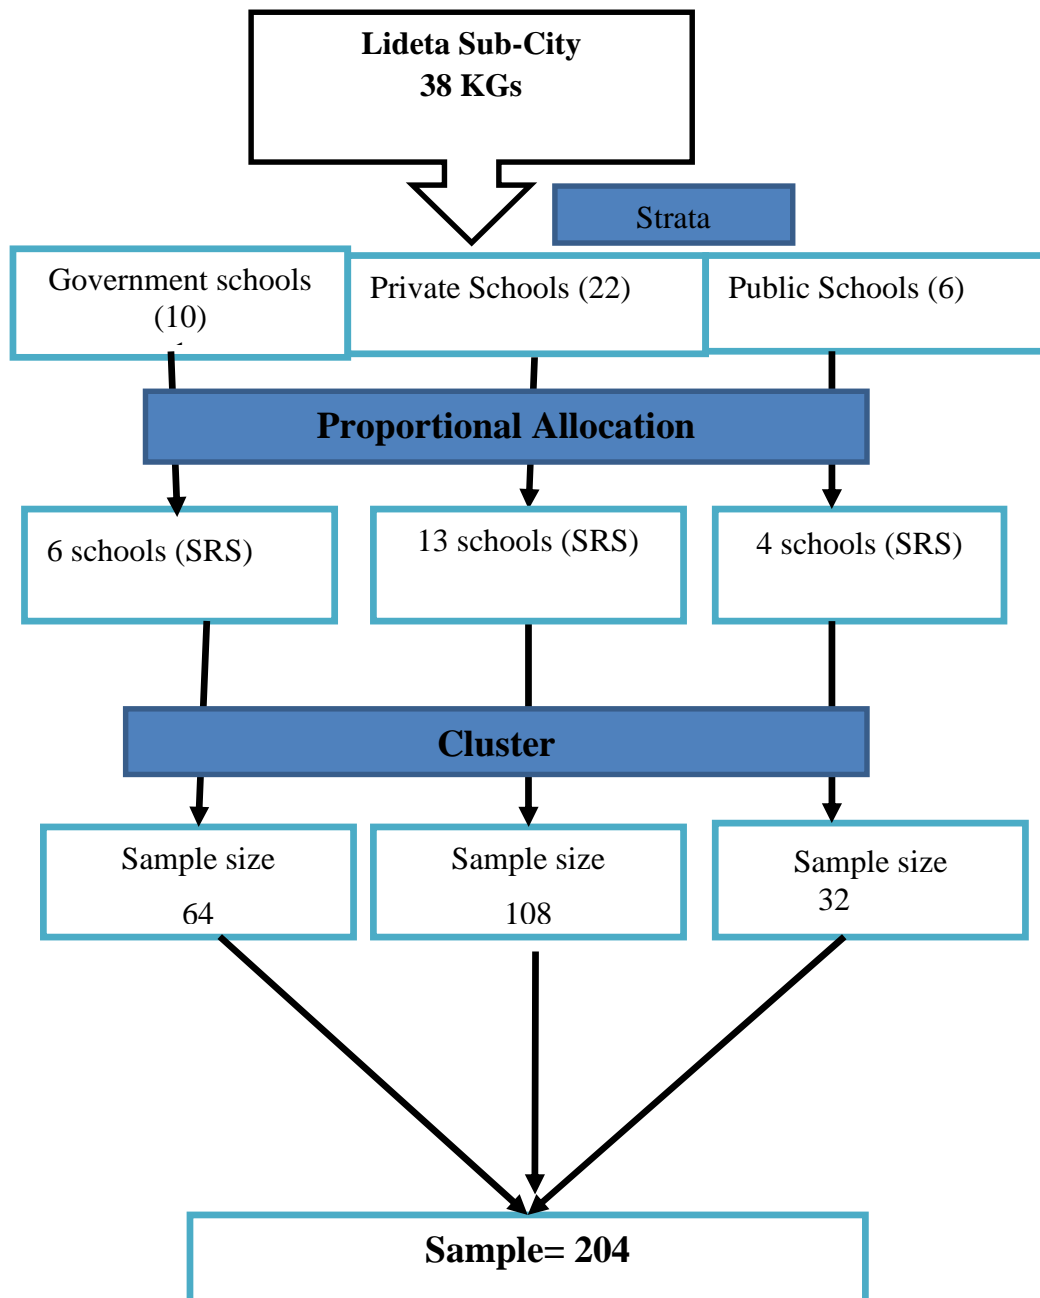 Lideta Sub-City
38 KGs
Strata
Government schools
(10)
Private Schools (22)
Public Schools (6)
Proportional Allocation
6 schools (SRS)
13 schools (SRS)
4 schools (SRS)
Cluster
Sample size
64
Sample size
108
Sample size
32
Sample= 204